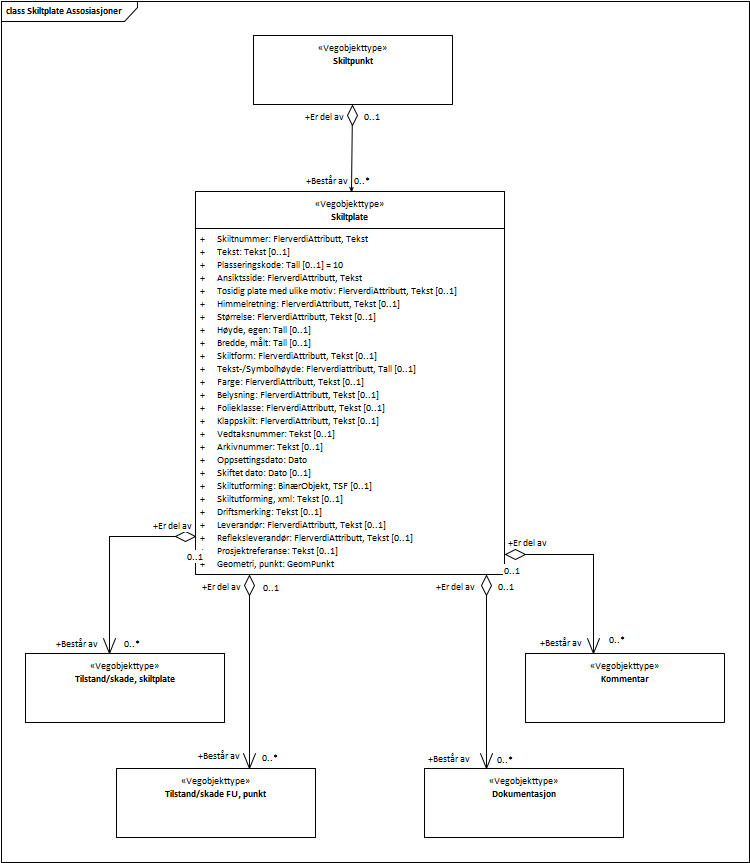 class Skiltplate Assosiasjoner
«Vegobjekttype»
Skiltpunkt
+Er del av 0..1
+Består av 0..*
«Vegobjekttype»
Skiltplate
+ Skiltnummer: FlerverdiAttributt, Tekst
+ Tekst: Tekst [0..1]
+ Plasseringskode: Tall [0..1] = 10
+ Ansiktsside: FlerverdiAttributt, Tekst
+ Tosidig plate med ulike motiv: FlerverdiAttributt, Tekst [0..1]
+ Himmelretning: FlerverdiAttributt, Tekst [0..1]
+ Størrelse: FlerverdiAttributt, Tekst [0..1]
+ Høyde, egen: Tall [0..1]
+ Bredde, målt: Tall [0..1]
+ Skiltform: FlerverdiAttributt, Tekst [0..1]
+ Tekst-/Symbolhøyde: Flerverdiattributt, Tall [0..1]
+ Farge: FlerverdiAttributt, Tekst [0..1]
+ Belysning: FlerverdiAttributt, Tekst [0..1]
+ Folieklasse: FlerverdiAttributt, Tekst [0..1]
+ Klappskilt: FlerverdiAttributt, Tekst [0..1]
+ Vedtaksnummer: Tekst [0..1]
+ Arkivnummer: Tekst [0..1]
+ Oppsettingsdato: Dato
+ Skiftet dato: Dato [0..1]
+ Skiltutforming: BinærObjekt, TSF [0..1]
+ Skiltutforming, xml: Tekst [0..1]
+ Driftsmerking: Tekst [0..1]
+ Leverandør: FlerverdiAttributt, Tekst [0..1]
+ Refleksleverandør: FlerverdiAttributt, Tekst [0..1]
+ Prosjektreferanse: Tekst [0..1]
+ Geometri, punkt: GeomPunkt
+Er del av
0..1
+Er del av
0..1
+Er del av 0..1
+Er del av 0..1
+Består av 0..*
+Består av 0..*
«Vegobjekttype»
Tilstand/skade, skiltplate
«Vegobjekttype»
Kommentar
+Består av 0..*
+Består av 0..*
«Vegobjekttype»
Tilstand/skade FU, punkt
«Vegobjekttype»
Dokumentasjon